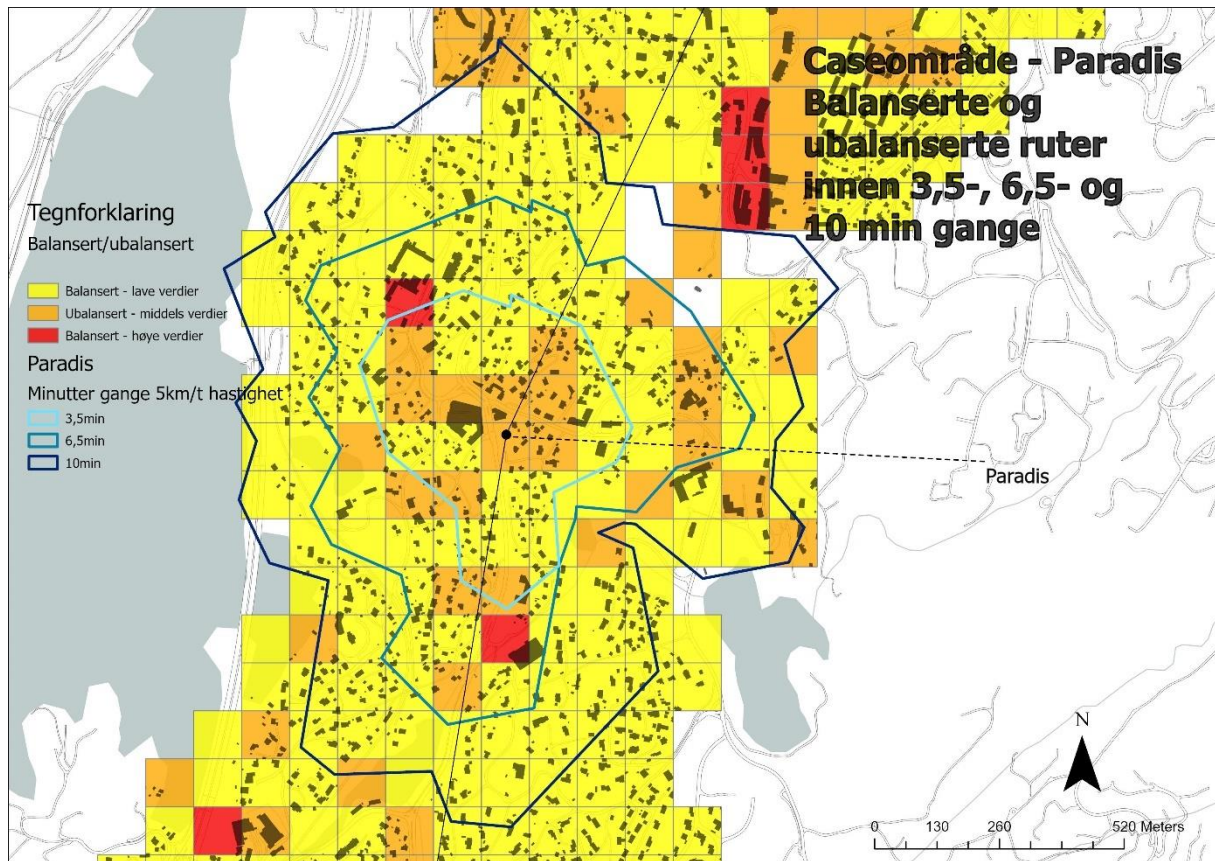 Caseområde - Paradis
Balanserte og
ubalanserte ruter
innen 3,5-, 6,5- og
10 min gange
Tegnforklaring
Balansert/ubalansert
Balansert - lave verdier
Ubalansert - middels verdier
Balansert - høye verdier
Paradis
Minutter gange 5km/t hastighet
3,5min
6,5min
10min
Paradis
N
0 130 260 520 Meters